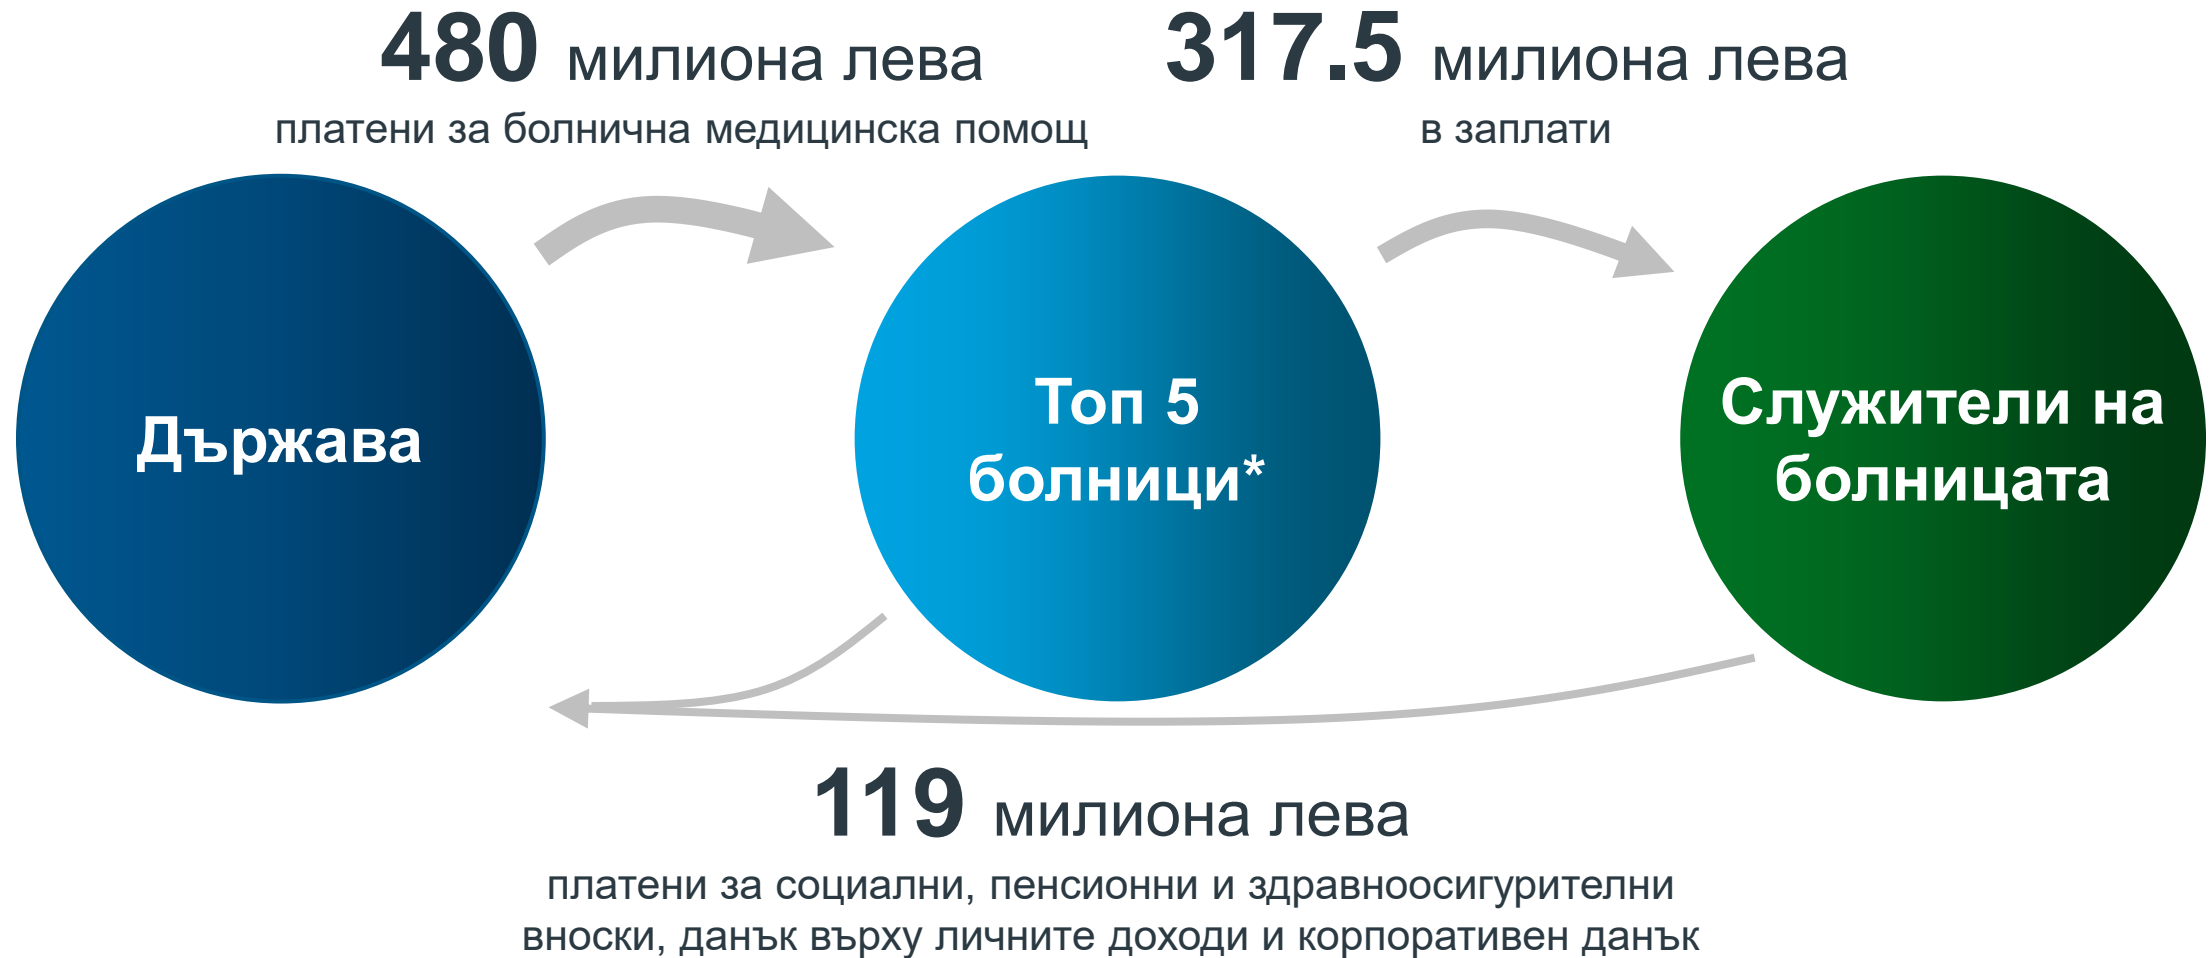 480 милиона лева
платени за болнична медицинска помощ
317.5 милиона лева
в заплати
Държава
Топ 5
болници*
Служители на
болницата
119 милиона лева
платени за социални, пенсионни и здравноосигурителни
вноски, данък върху личните доходи и корпоративен данък